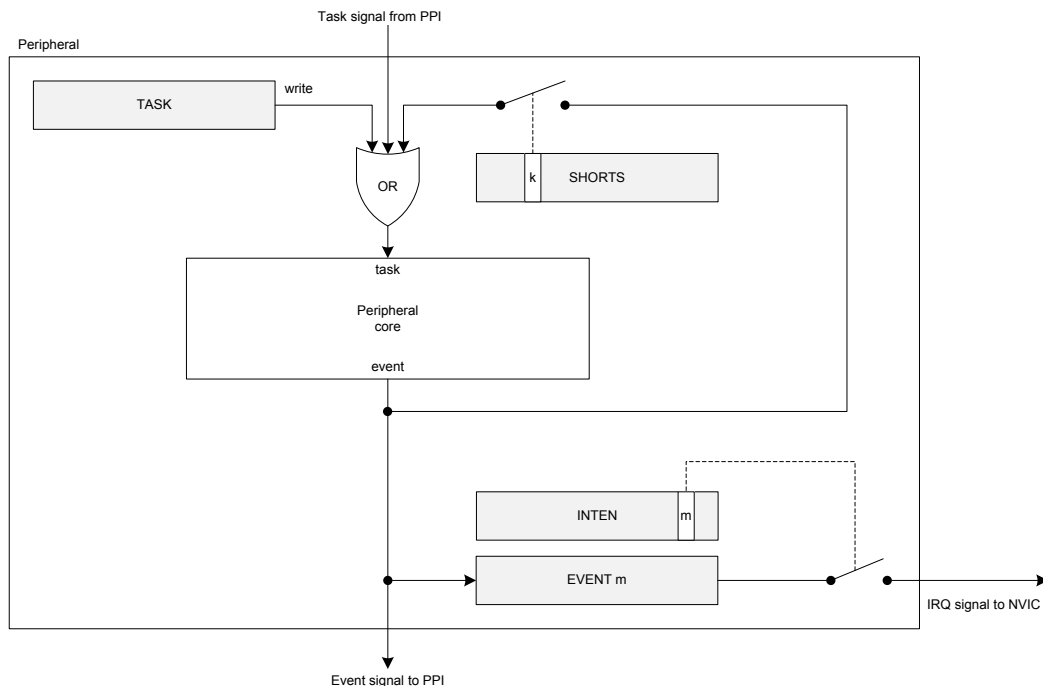 Task signal from PPI
Peripheral
write
TASK
OR
k
SHORTS
task
Peripheral
core
event
INTEN
m
EVENT m
IRQ signal to NVIC
Event signal to PPI